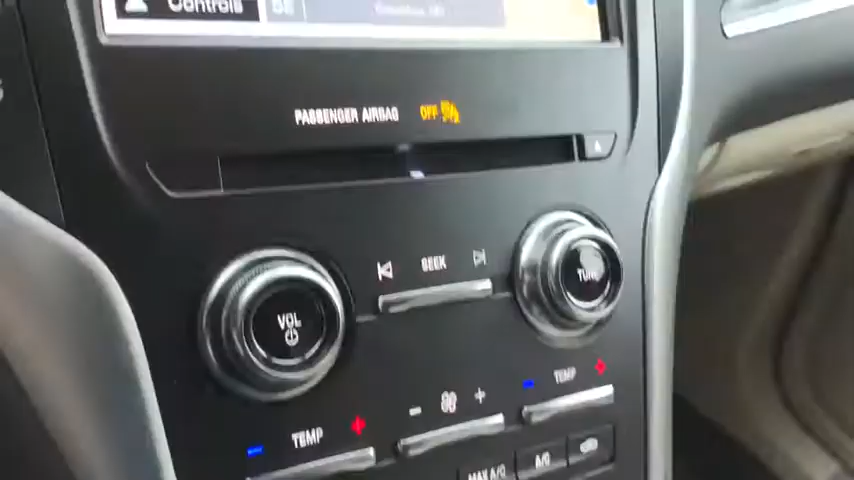 Controls
PASSENGER AIRBAG OFF
SEEK
TUNE
VOL
TEMP
TEMP
- +
MAX A/C
A/C